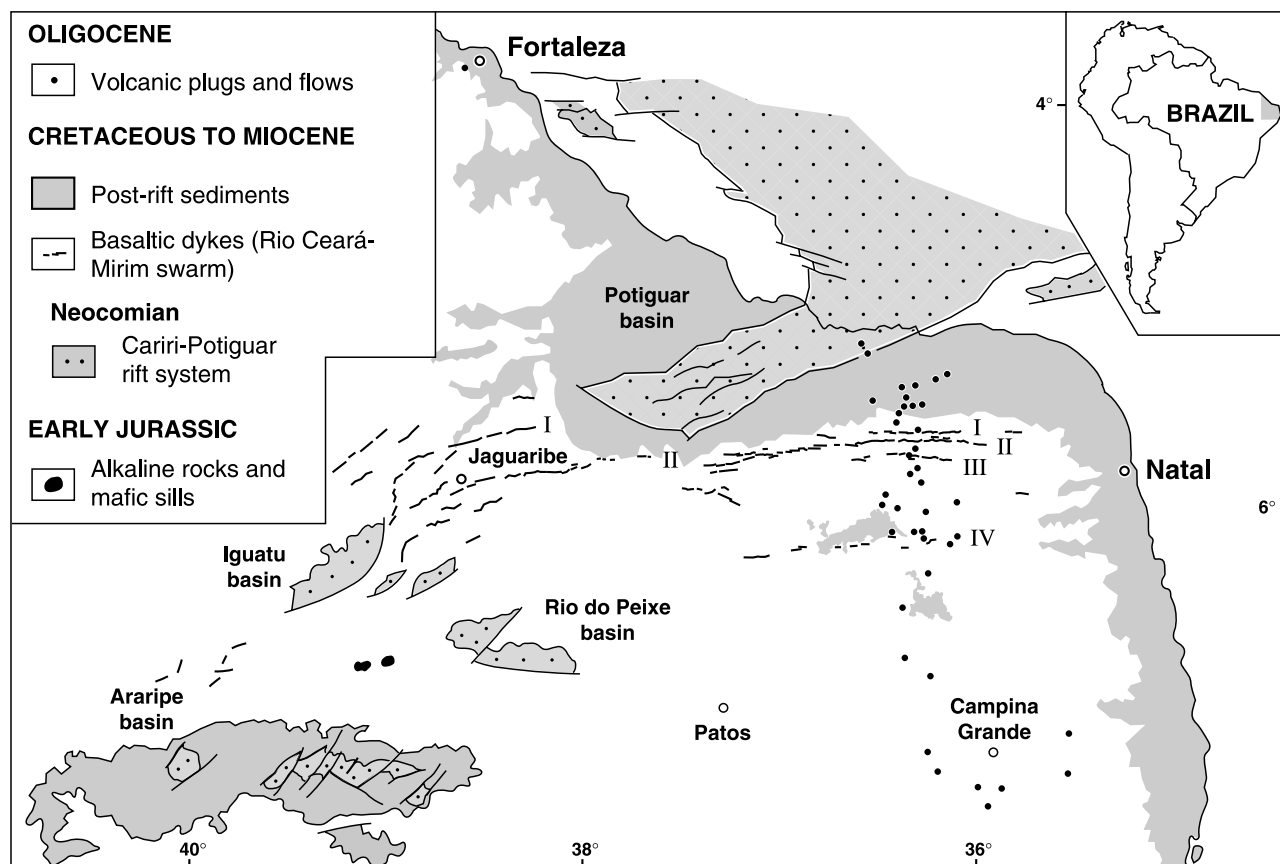 OLIGOCENE
Volcanic plugs and flows
CRETACEOUS TO MIOCENE
Post-rift sediments
Basaltic dykes (Rio Ceará-
Mirim swarm)
Neocomian
Cariri-Potiguar
rift system
EARLY JURASSIC
Alkaline rocks and
mafic sills
Fortaleza
4°
BRAZIL
Potiguar
basin
I
Jaguaribe
II
I
II
III
Natal
6°
IV
Iguatu
basin
Rio do Peixe
basin
Araripe
basin
Patos
Campina
Grande
40°
38°
36°